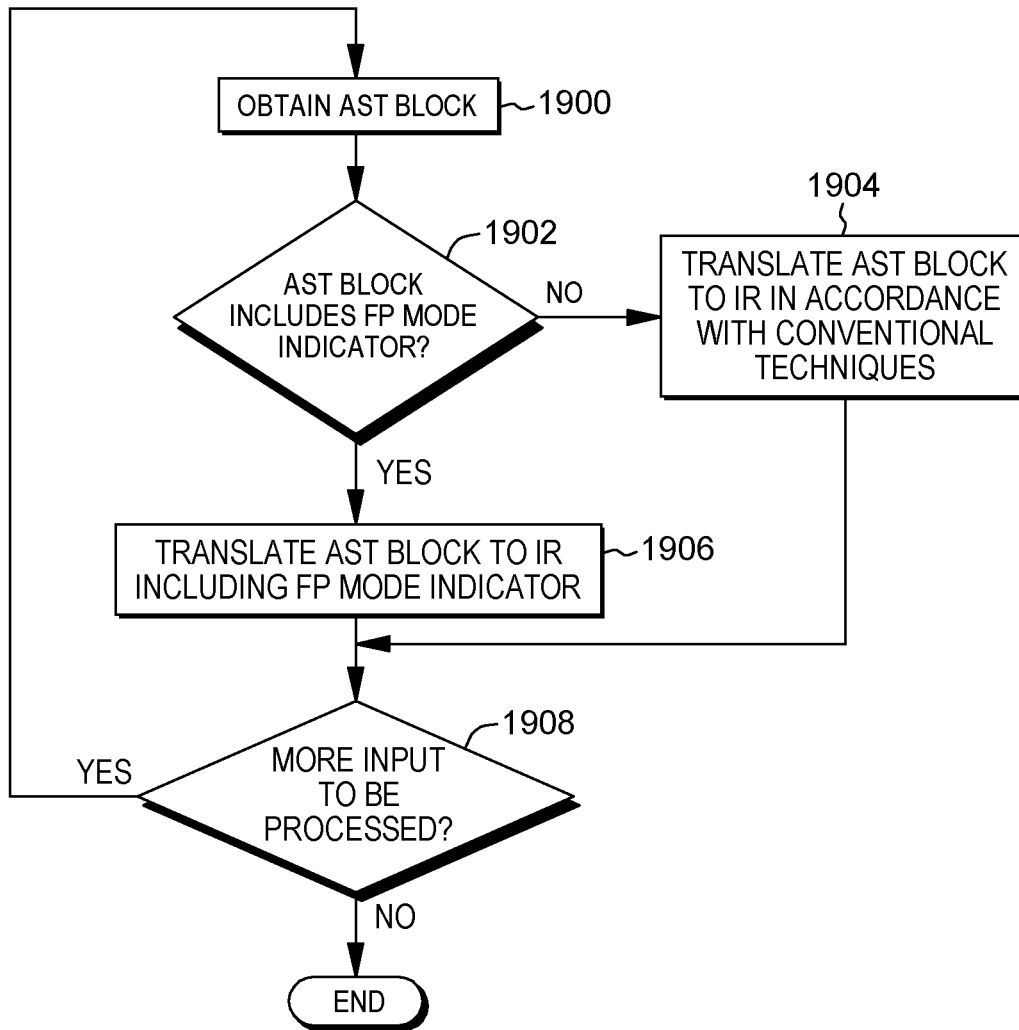 OBTAIN AST BLOCK
1900
1902
AST BLOCK
INCLUDES FP MODE
INDICATOR?
NO
1904
TRANSLATE AST BLOCK
TO IR IN ACCORDANCE
WITH CONVENTIONAL
TECHNIQUES
YES
TRANSLATE AST BLOCK TO IR
INCLUDING FP MODE INDICATOR
1906
1908
MORE INPUT
TO BE
PROCESSED?
YES
NO
END